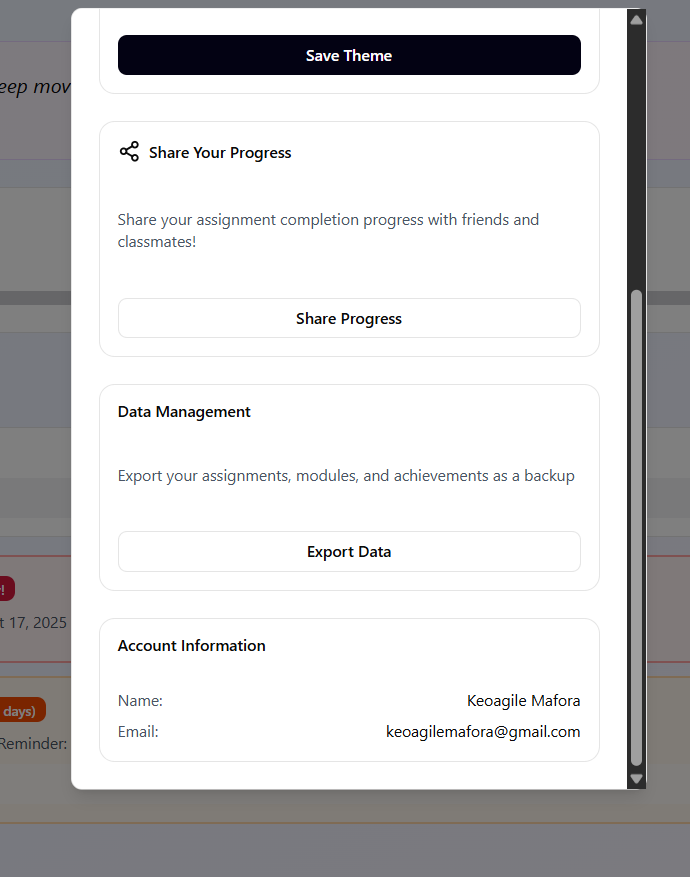 Save Theme
eep mov
Share Your Progress
Share your assignment completion progress with friends and
classmates!
Share Progress
Data Management
Export your assignments, modules, and achievements as a backup
Export Data
y!
t 17, 2025
Account Information
Name: Keoagile Mafora
days)
Email: keoagilemafora@gmail.com
Reminder: